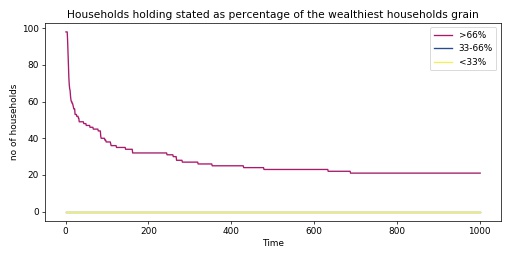 Households holding stated as percentage of the wealthiest households grain
>66%
33-66%
<33%
no of households
100
80
60
40
20
0
0 200 400 600 800 1000
Time